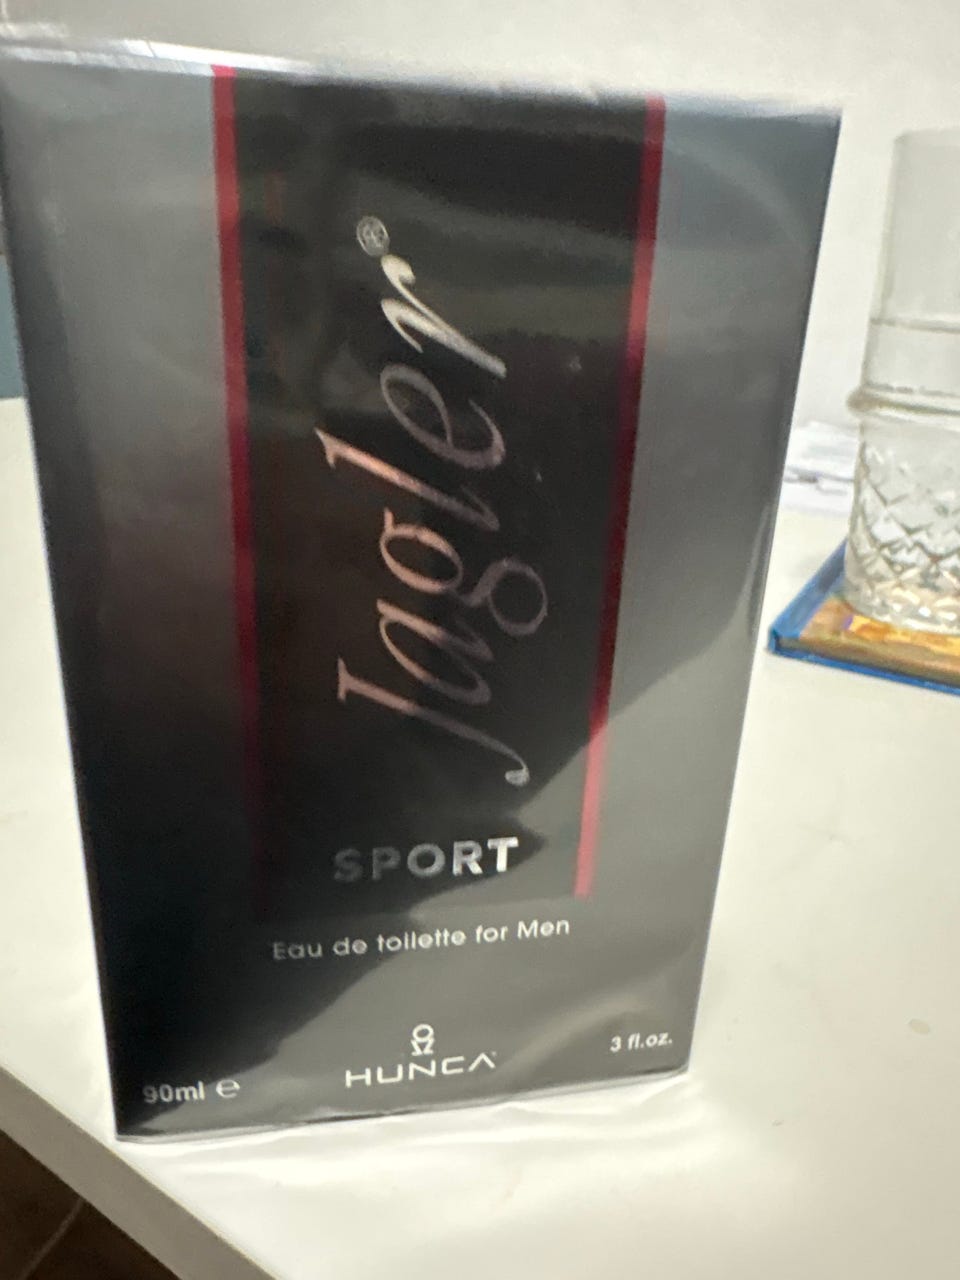 Jagler®
SPORT
Eau de toilette for Men
HUNCA
90ml ℮
3 fl.oz.